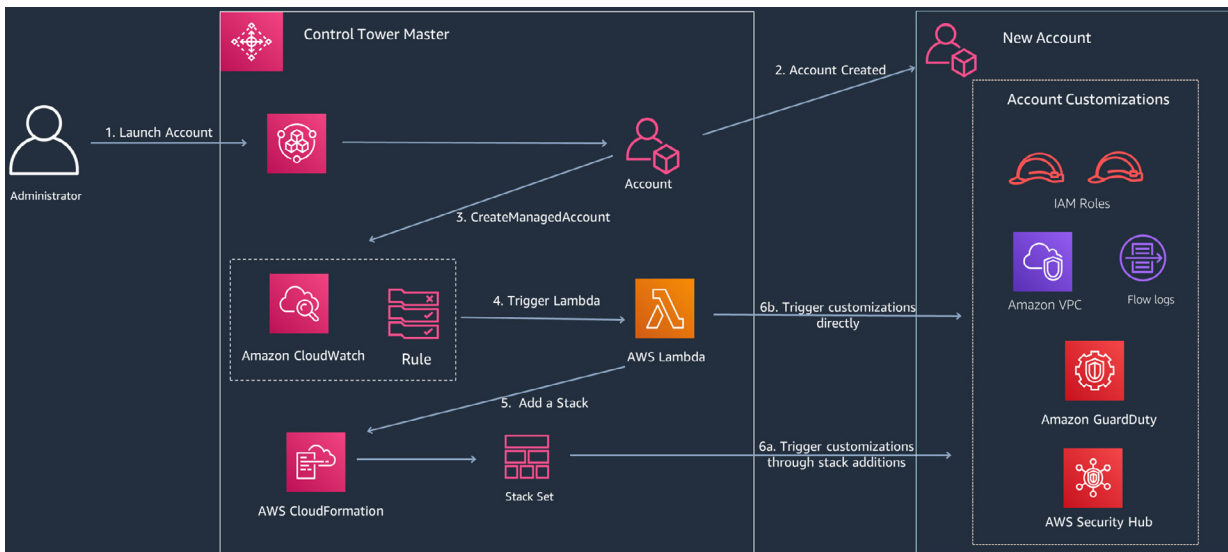 Control Tower Master
New Account
2. Account Created
Account Customizations
1. Launch Account
Administrator
Account
IAM Roles
3. CreateManagedAccount
4. Trigger Lambda
6b. Trigger customizations
directly
Amazon VPC
Flow logs
Amazon CloudWatch
Rule
AWS Lambda
5. Add a Stack
Amazon GuardDuty
6a. Trigger customizations
through stack additions
Stack Set
AWS CloudFormation
AWS Security Hub